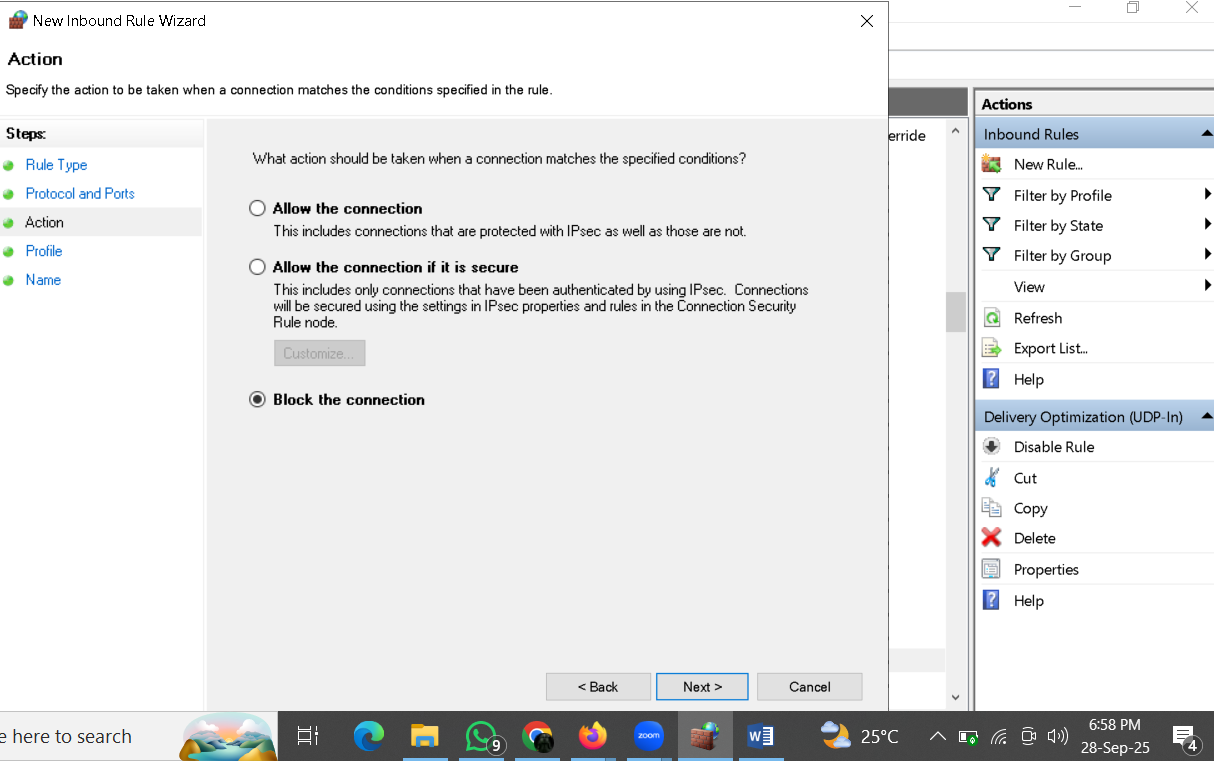 New Inbound Rule Wizard
Action
Specify the action to be taken when a connection matches the conditions specified in the rule.
Steps:
Rule Type
Protocol and Ports
Action
Profile
Name
What action should be taken when a connection matches the specified conditions?
Allow the connection
This includes connections that are protected with IPsec as well as those are not.
Allow the connection if it is secure
This includes only connections that have been authenticated by using IPsec. Connections
will be secured using the settings in IPsec properties and rules in the Connection Security
Rule node.
Customize...
Block the connection
< Back
Next >
Cancel
erride
Actions
Inbound Rules
New Rule...
Filter by Profile
Filter by State
Filter by Group
View
Refresh
Export List...
Help
Delivery Optimization (UDP-In)
Disable Rule
Cut
Copy
Delete
Properties
Help
e here to search
9
zoom
W
25°C
6:58 PM
28-Sep-25
4